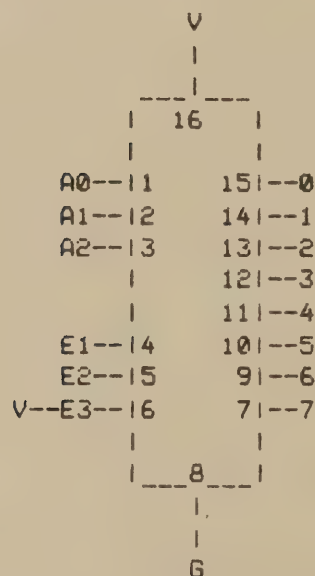 V
16
A0--|1 15|--0
A1--|2 14|--1
A2--|3 13|--2
12|--3
11|--4
E1--|4 10|--5
E2--|5 9|--6
V--E3--|6 7|--7
8
G